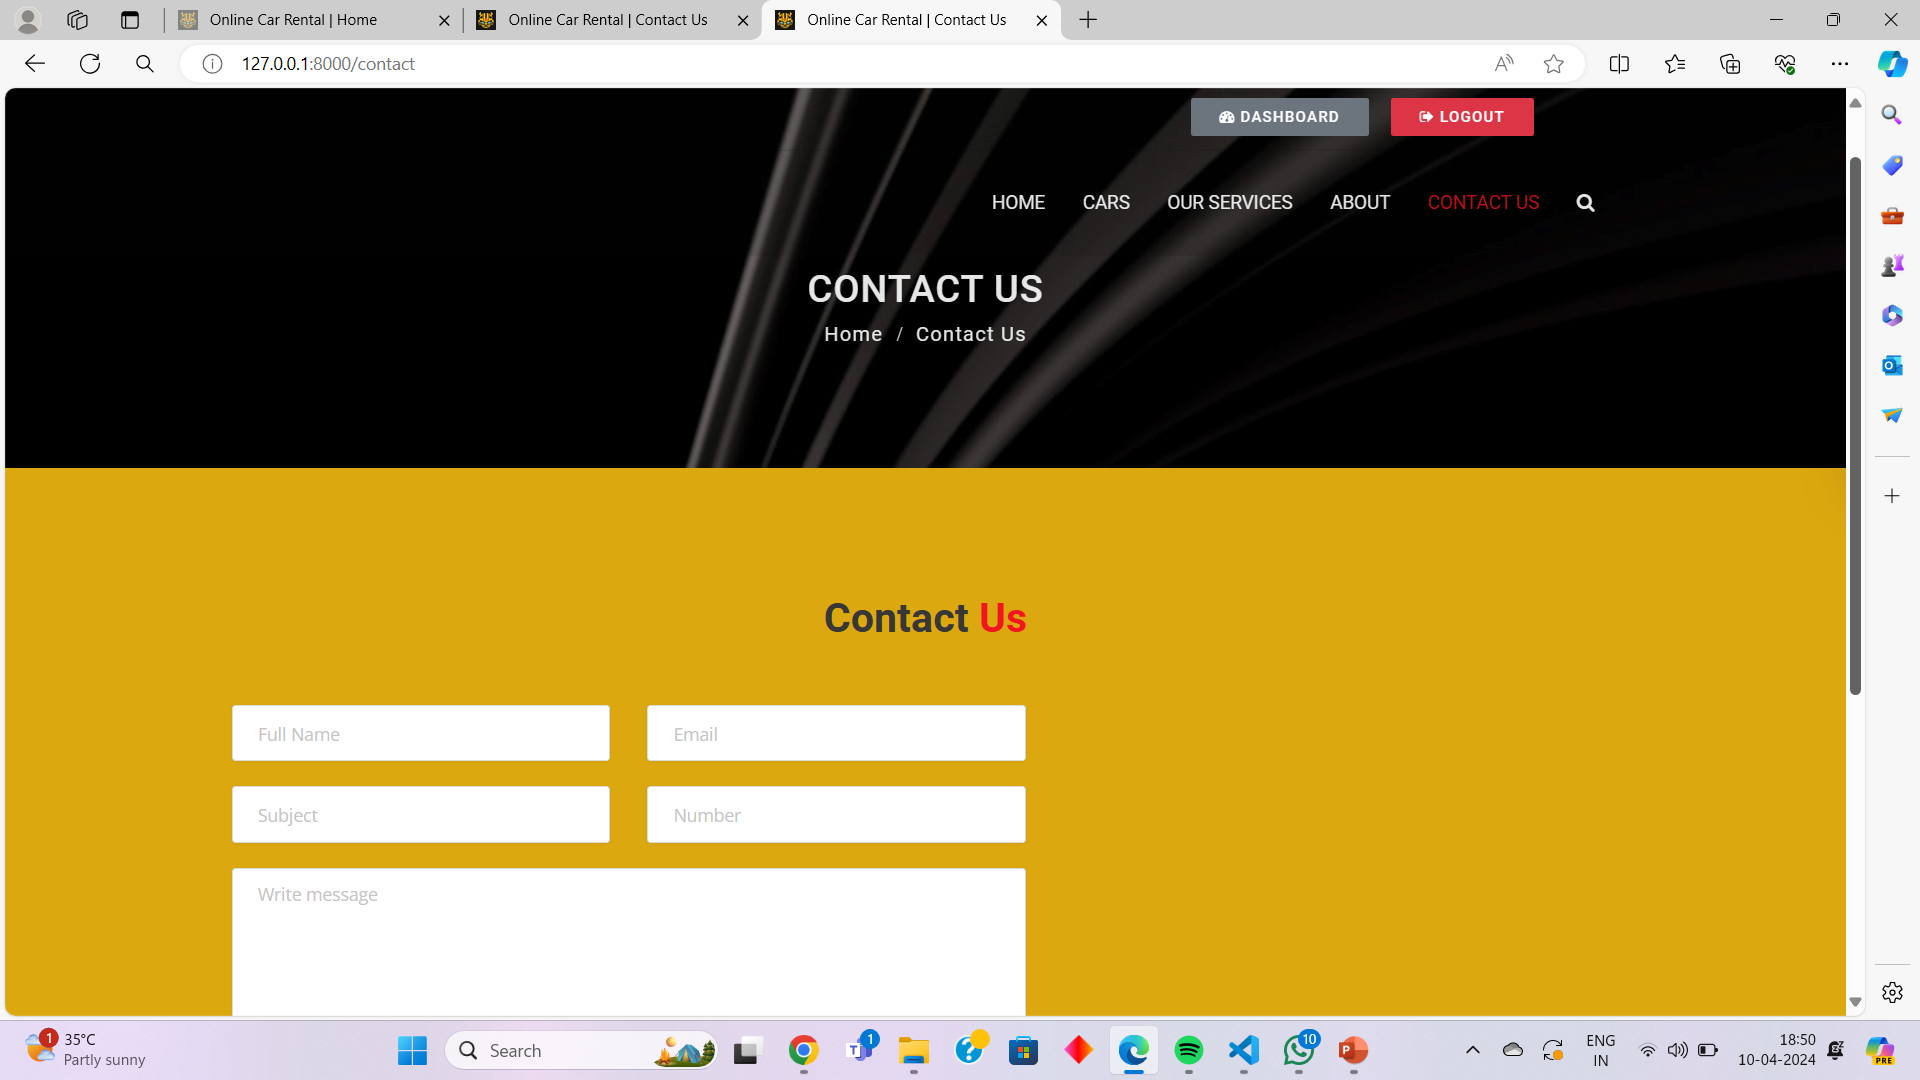 Online Car Rental | Home
Online Car Rental | Contact Us
Online Car Rental | Contact Us
127.0.0.1:8000/contact
DASHBOARD
LOGOUT
HOME
CARS
OUR SERVICES
ABOUT
CONTACT US
CONTACT US
Home / Contact Us
Contact Us
Full Name
Email
Subject
Number
Write message
1
35°C
Partly sunny
Search
1
10
ENG
IN
18:50
10-04-2024
PRE